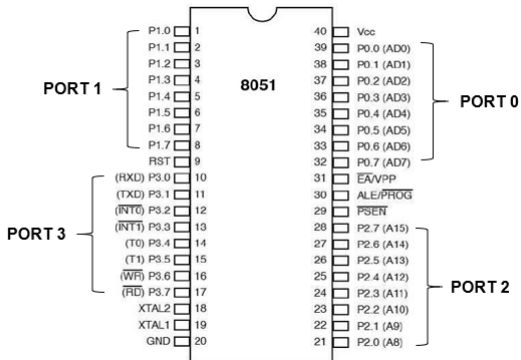 P1.0 1 40 Vcc
P1.1 2 39 P0.0 (AD0)
P1.2 3 38 P0.1 (AD1)
P1.3 4 8051 37 P0.2 (AD2)
PORT 1 P1.4 5 36 P0.3 (AD3) PORT 0
P1.5 6 35 P0.4 (AD4)
P1.6 7 34 P0.5 (AD5)
P1.7 8 33 P0.6 (AD6)
RST 9 32 P0.7 (AD7)
(RXD) P3.0 10 31 E̅A̅/VPP
(TXD) P3.1 11 30 ALE/P̅R̅O̅G̅
(I̅N̅T̅0̅) P3.2 12 29 P̅S̅E̅N̅
(I̅N̅T̅1̅) P3.3 13 28 P2.7 (A15)
PORT 3 (T0) P3.4 14 27 P2.6 (A14)
(T1) P3.5 15 26 P2.5 (A13)
(W̅R̅) P3.6 16 25 P2.4 (A12)
(R̅D̅) P3.7 17 24 P2.3 (A11) PORT 2
XTAL2 18 23 P2.2 (A10)
XTAL1 19 22 P2.1 (A9)
GND 20 21 P2.0 (A8)